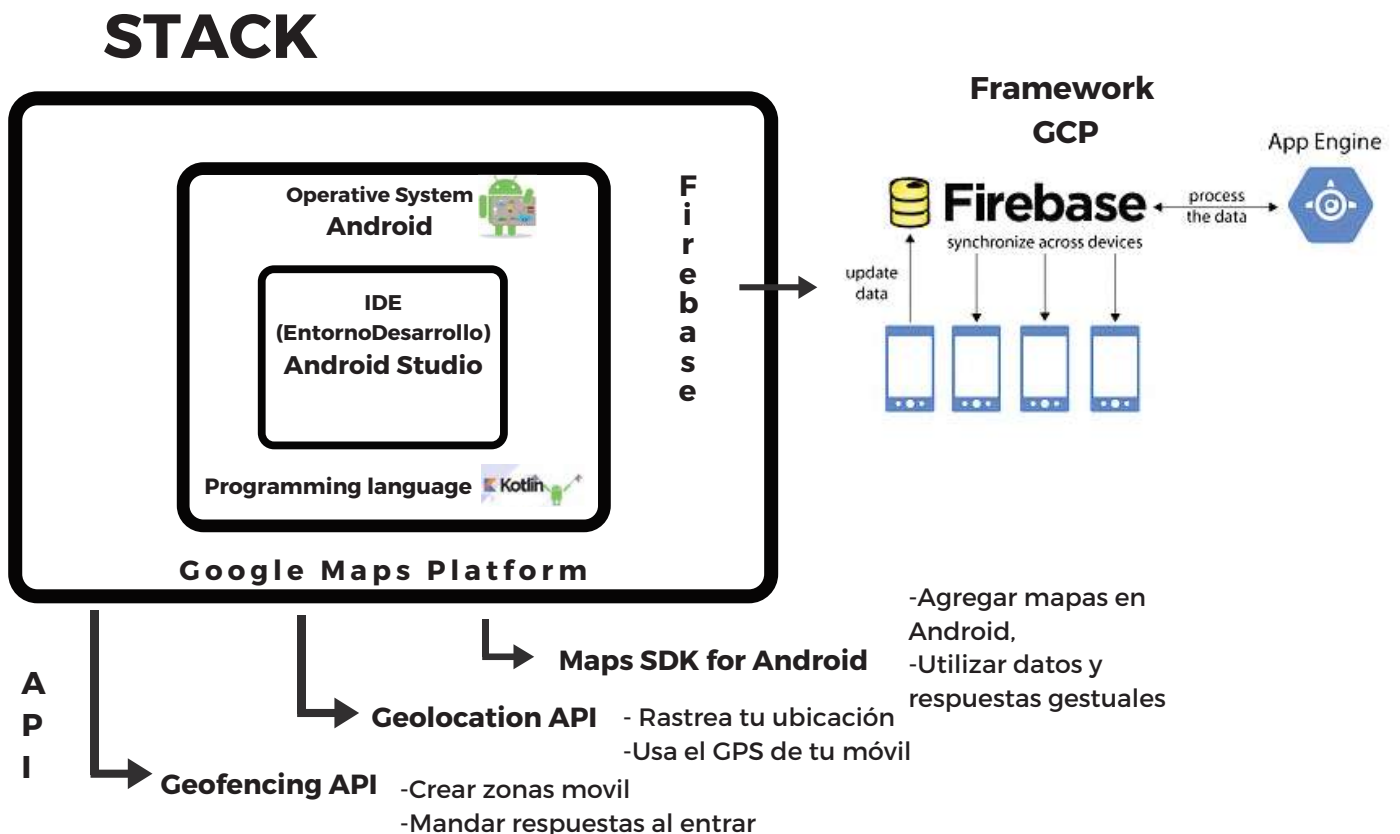 STACK
Operative System
Android
IDE
(EntornoDesarrollo)
Android Studio
Programming language
Kotlin
Firebase
Google Maps Platform
Framework
GCP
App Engine
Firebase
process
the data
synchronize across devices
update
data
API
Maps SDK for Android
-Agregar mapas en
Android,
-Utilizar datos y
respuestas gestuales
Geolocation API
- Rastrea tu ubicación
-Usa el GPS de tu móvil
Geofencing API
-Crear zonas movil
-Mandar respuestas al entrar